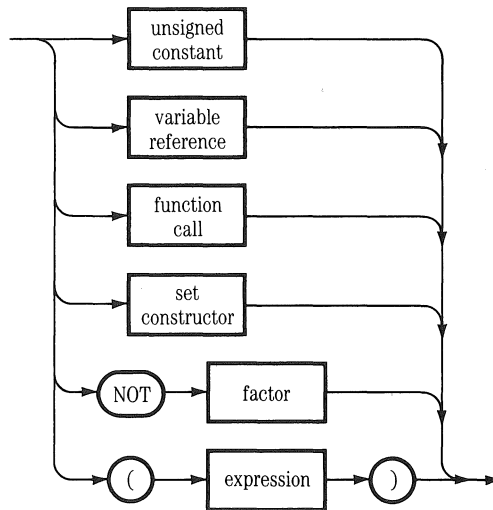 unsigned
constant
variable
reference
function
call
set
constructor
NOT factor
( expression )